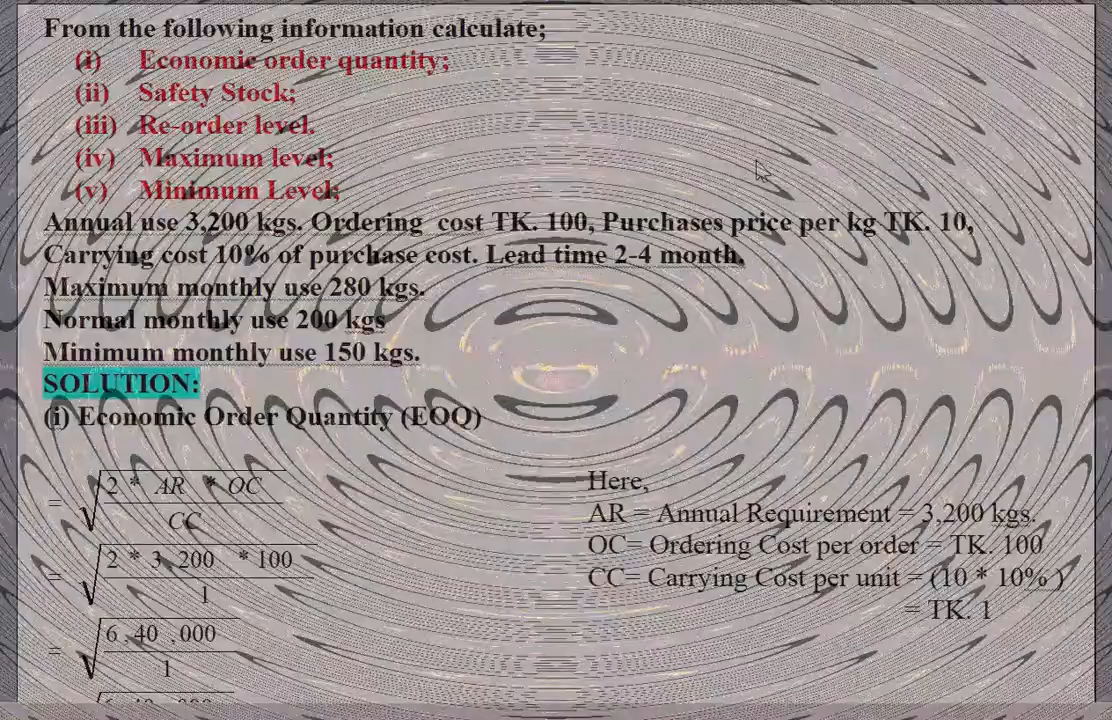 From the following information calculate;
(i) Economic order quantity;
(ii) Safety Stock;
(iii) Re-order level.
(iv) Maximum level;
(v) Minimum Level;
Annual use 3,200 kgs. Ordering cost TK. 100, Purchases price per kg TK. 10,
Carrying cost 10% of purchase cost. Lead time 2-4 month.
Maximum monthly use 280 kgs.
Normal monthly use 200 kgs
Minimum monthly use 150 kgs.
SOLUTION:
(i) Economic Order Quantity (EOQ)
= √ 2 * AR * OC
CC
= √ 2 * 3,200 * 100
1
= √ 6,40,000
1
Here,
AR = Annual Requirement = 3,200 kgs.
OC= Ordering Cost per order = TK. 100
CC= Carrying Cost per unit = (10 * 10% )
= TK. 1